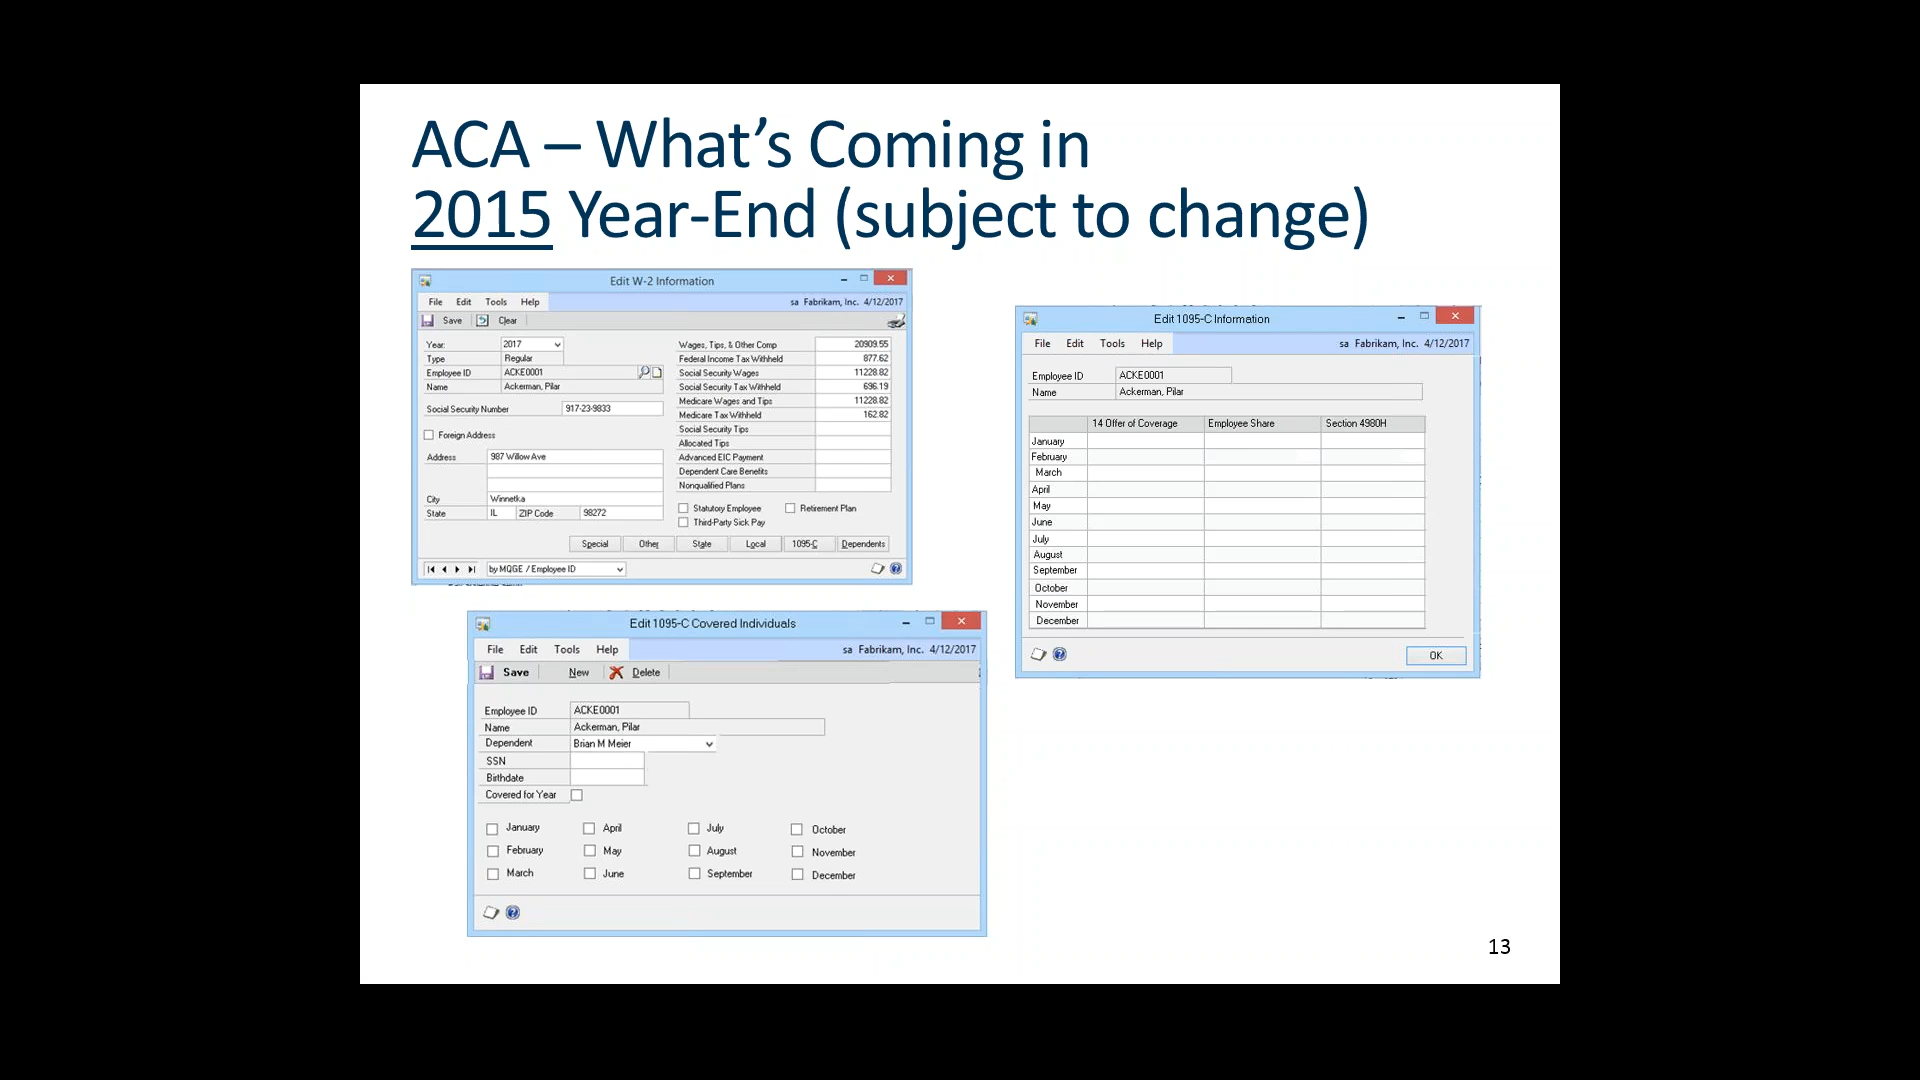 ACA – What's Coming in
2015 Year-End (subject to change)
Edit W-2 Information
File Edit Tools Help sa Fabrikam, Inc. 4/12/2017
Save Clear
Year: 2017
Type Regular
Employee ID ACKE0001
Name Ackerman, Pilar
Social Security Number 917-23-9833
Foreign Address
Address 987 Willow Ave
City Winnetka
State IL ZIP Code 98272
Wages, Tips, & Other Comp 20909.55
Federal Income Tax Withheld 877.62
Social Security Wages 11228.82
Social Security Tax Withheld 696.19
Medicare Wages and Tips 11228.82
Medicare Tax Withheld 162.82
Social Security Tips
Allocated Tips
Advanced EIC Payment
Dependent Care Benefits
Nonqualified Plans
Statutory Employee Retirement Plan
Third-Party Sick Pay
Special Other State Local 1095-C Dependents
by MQGE / Employee ID
Edit 1095-C Information
File Edit Tools Help sa Fabrikam, Inc. 4/12/2017
Employee ID ACKE0001
Name Ackerman, Pilar
14 Offer of Coverage Employee Share Section 4980H
January
February
March
April
May
June
July
August
September
October
November
December
OK
Edit 1095-C Covered Individuals
File Edit Tools Help sa Fabrikam, Inc. 4/12/2017
Save New Delete
Employee ID ACKE0001
Name Ackerman, Pilar
Dependent Brian M Meier
SSN
Birthdate
Covered for Year
January April July October
February May August November
March June September December
13